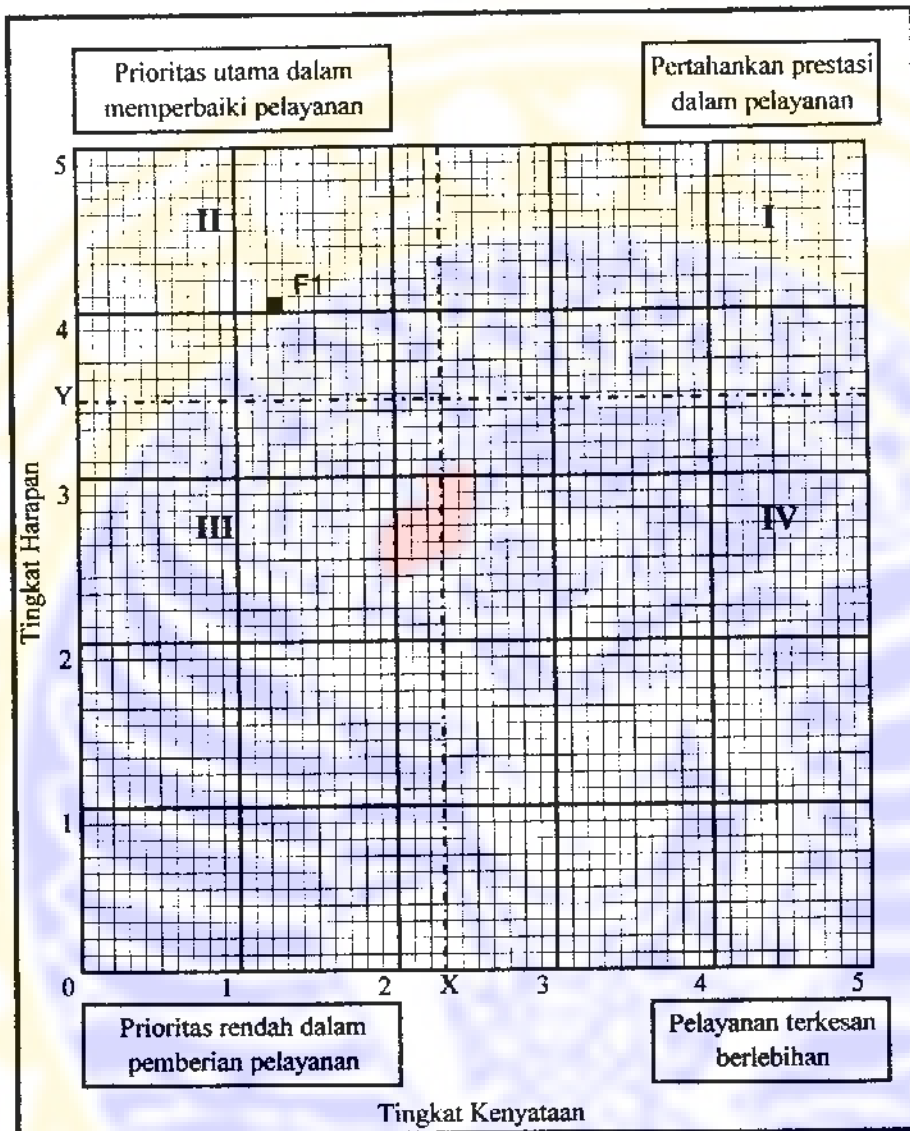 Prioritas utama dalam
memperbaiki pelayanan
Pertahankan prestasi
dalam pelayanan
5
II
I
F1
4
Y
3
III
IV
Tingkat Harapan
2
1
0
1
2
X
3
4
5
Prioritas rendah dalam
pemberian pelayanan
Pelayanan terkesan
berlebihan
Tingkat Kenyataan